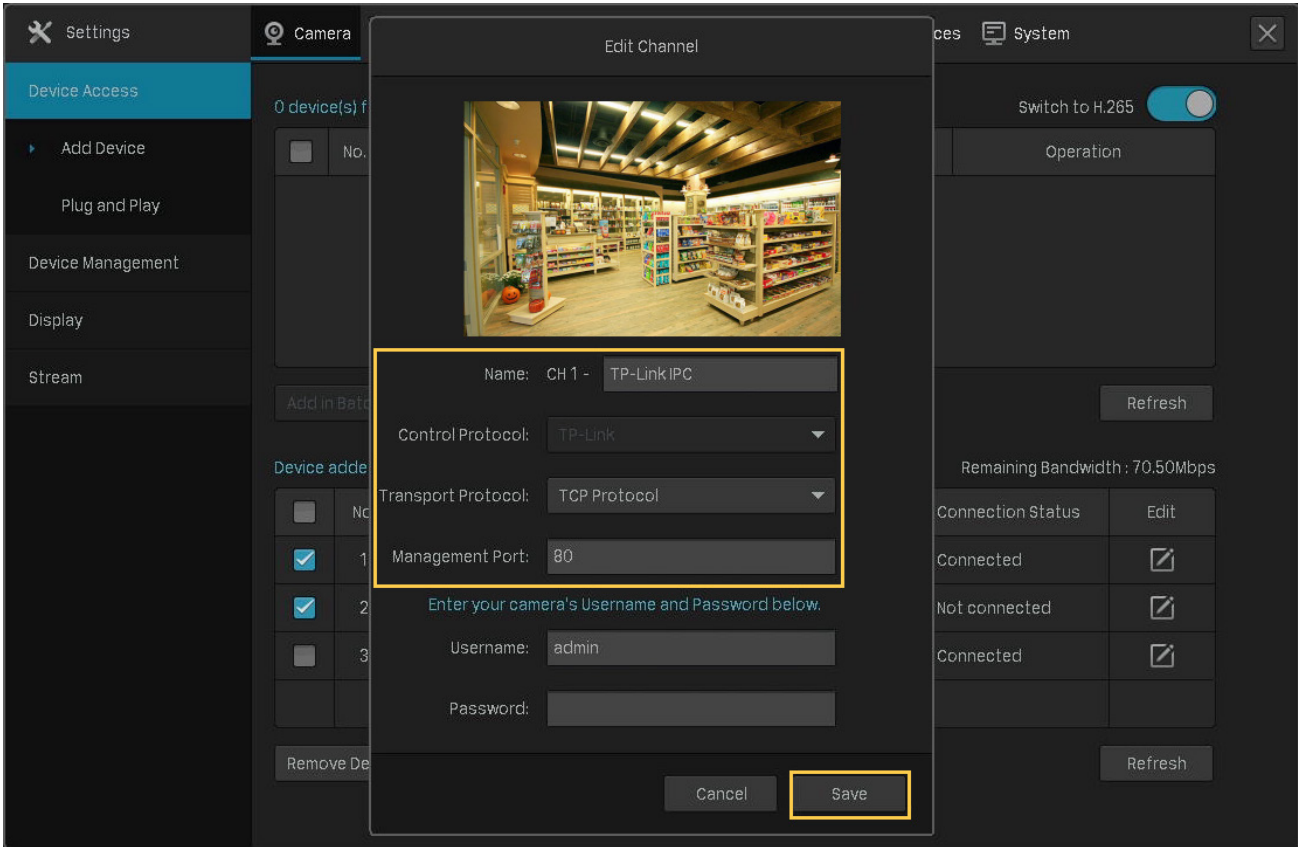 Settings
Camera
ces
System
Edit Channel
Device Access
Add Device
Plug and Play
Device Management
Display
Stream
0 device(s) f
Switch to H.265
No.
Operation
Name: CH 1 - TP-Link IPC
Control Protocol: TP-Link
Transport Protocol: TCP Protocol
Management Port: 80
Enter your camera's Username and Password below.
Username: admin
Password:
Cancel
Save
Add in Batc
Refresh
Device adde
Remaining Bandwidth : 70.50Mbps
No
Connection Status
Edit
1
Connected
2
Not connected
3
Connected
Remove De
Refresh